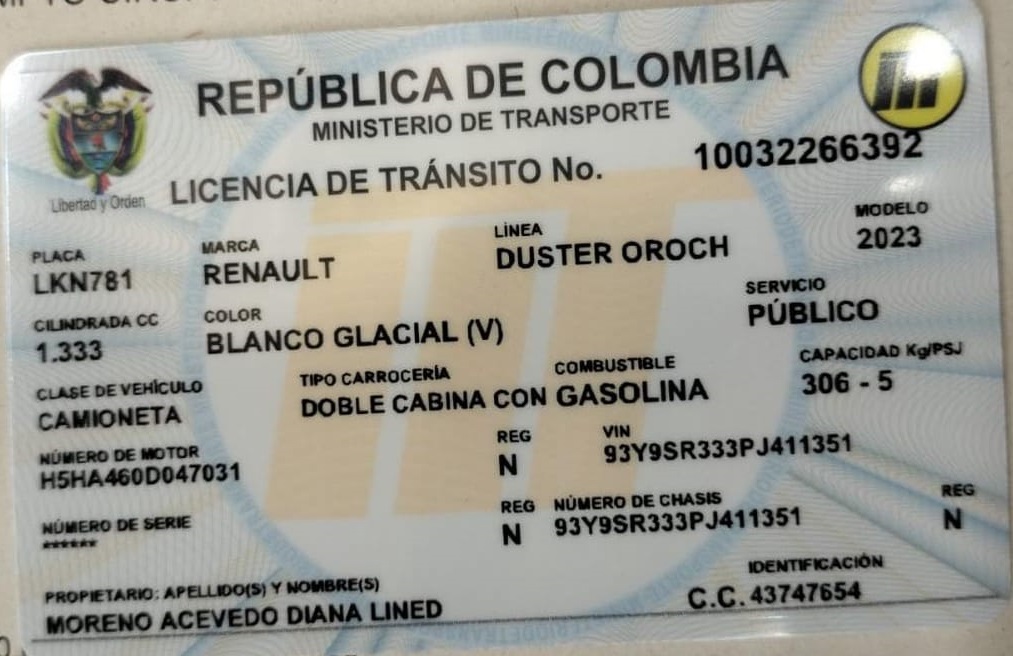 REPÚBLICA DE COLOMBIA
MINISTERIO DE TRANSPORTE
Libertad y Orden
LICENCIA DE TRÁNSITO No. 10032266392
PLACA MARCA LÍNEA MODELO
LKN781 RENAULT DUSTER OROCH 2023
CILINDRADA CC COLOR SERVICIO
1.333 BLANCO GLACIAL (V) PÚBLICO
CLASE DE VEHÍCULO TIPO CARROCERÍA COMBUSTIBLE CAPACIDAD Kg/PSJ
CAMIONETA DOBLE CABINA CON GASOLINA 306 - 5
NÚMERO DE MOTOR REG VIN
H5HA460D047031 N 93Y9SR333PJ411351
NÚMERO DE SERIE REG NÚMERO DE CHASIS REG
****** N 93Y9SR333PJ411351 N
PROPIETARIO: APELLIDO(S) Y NOMBRE(S) IDENTIFICACIÓN
MORENO ACEVEDO DIANA LINED C.C. 43747654